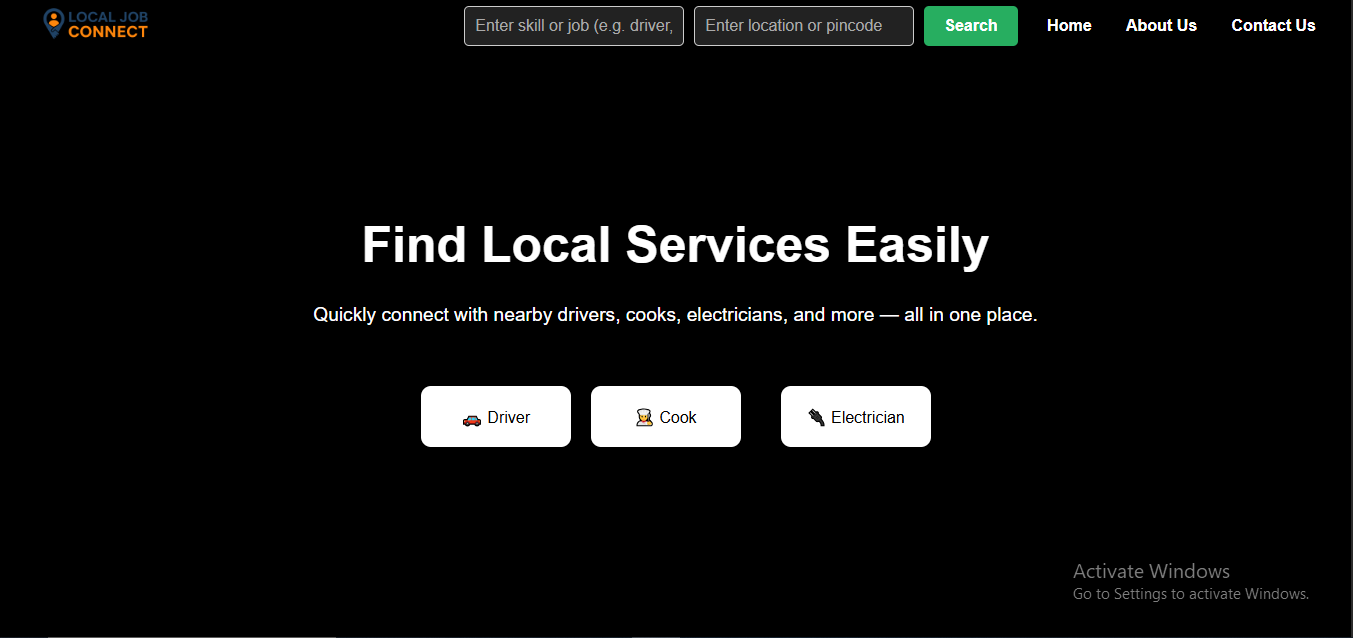 LOCAL JOB
CONNECT
Enter skill or job (e.g. driver,
Enter location or pincode
Search
Home
About Us
Contact Us
Find Local Services Easily
Quickly connect with nearby drivers, cooks, electricians, and more — all in one place.
Driver
Cook
Electrician
Activate Windows
Go to Settings to activate Windows.